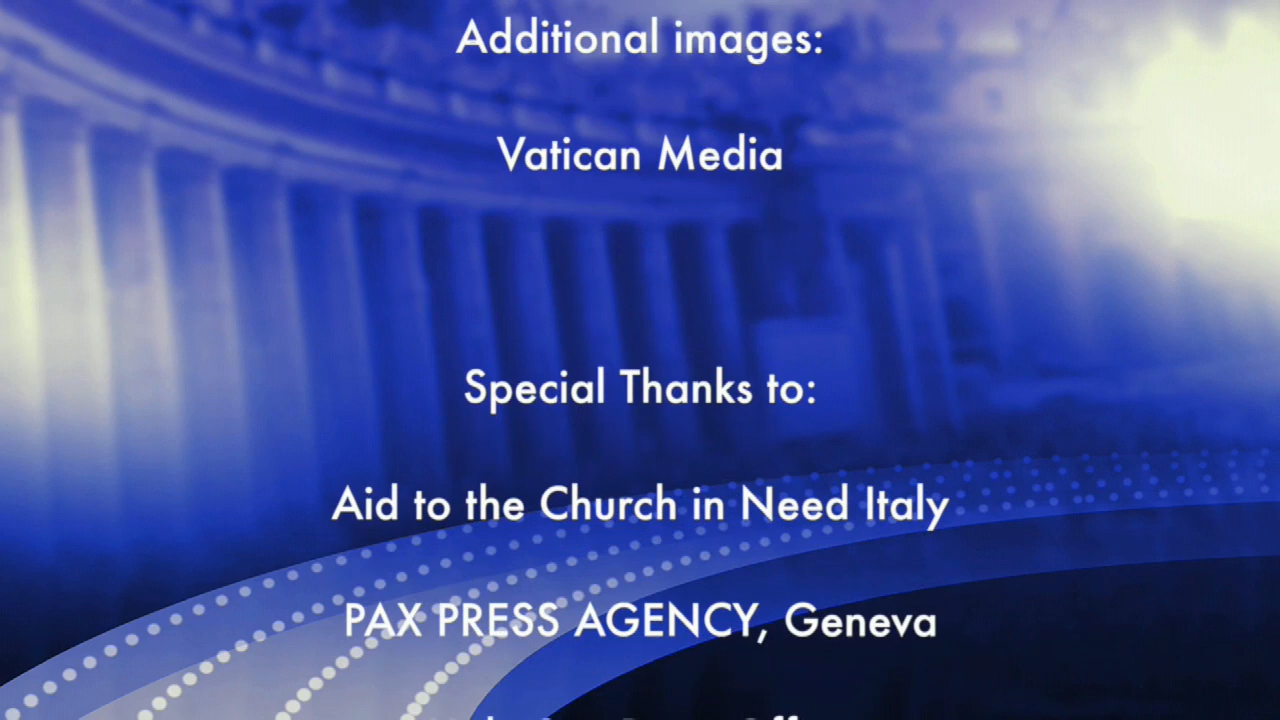 Additional images:
Vatican Media
Special Thanks to:
Aid to the Church in Need Italy
PAX PRESS AGENCY, Geneva